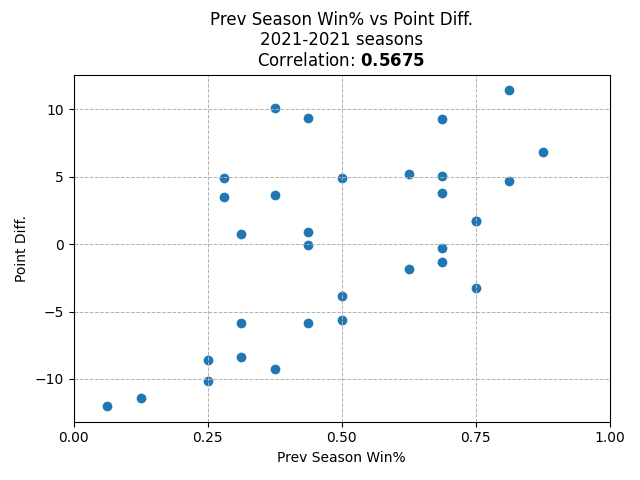 Prev Season Win% vs Point Diff.
2021-2021 seasons
Correlation: 0.5675
10
5
0
−5
−10
Point Diff.
0.00 0.25 0.50 0.75 1.00
Prev Season Win%